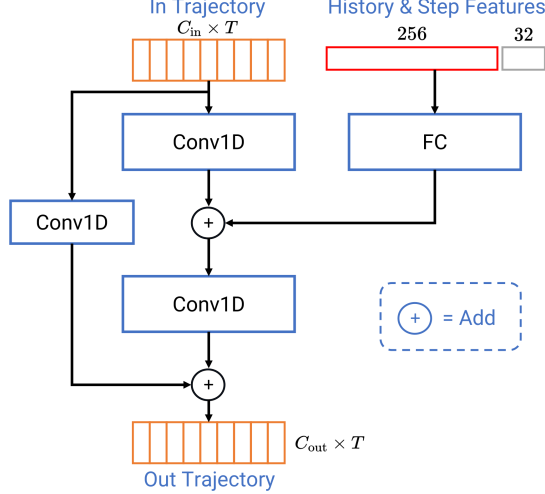 In Trajectory
History & Step Features
C_in × T
256
32
Conv1D
FC
Conv1D
+
Conv1D
+ = Add
+
C_out × T
Out Trajectory